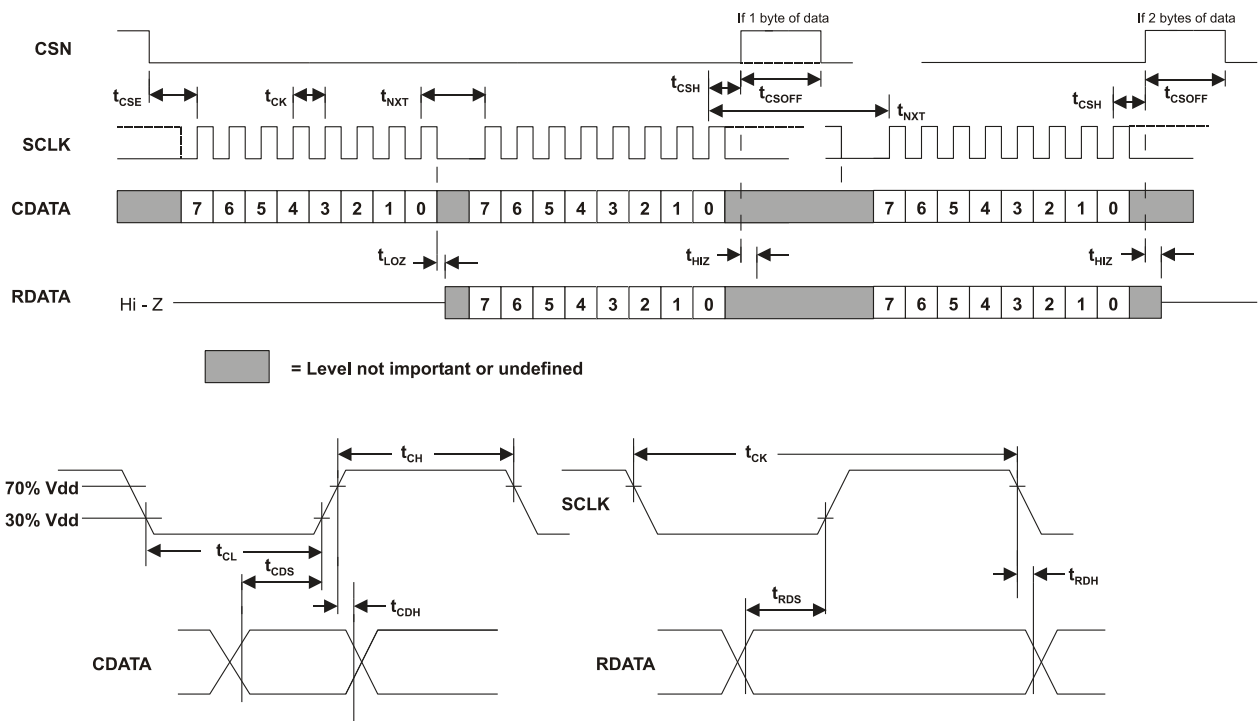 If 1 byte of data If 2 bytes of data
CSN
tCSE tCK tNXT tCSH tCSOFF tNXT tCSH tCSOFF
SCLK
CDATA 7 6 5 4 3 2 1 0 7 6 5 4 3 2 1 0 7 6 5 4 3 2 1 0
tLOZ tHIZ tHIZ
RDATA Hi - Z 7 6 5 4 3 2 1 0 7 6 5 4 3 2 1 0
= Level not important or undefined
tCH tCK
70% Vdd
SCLK
30% Vdd
tCL
tCDS
tRDH
tRDS
tCDH
CDATA RDATA